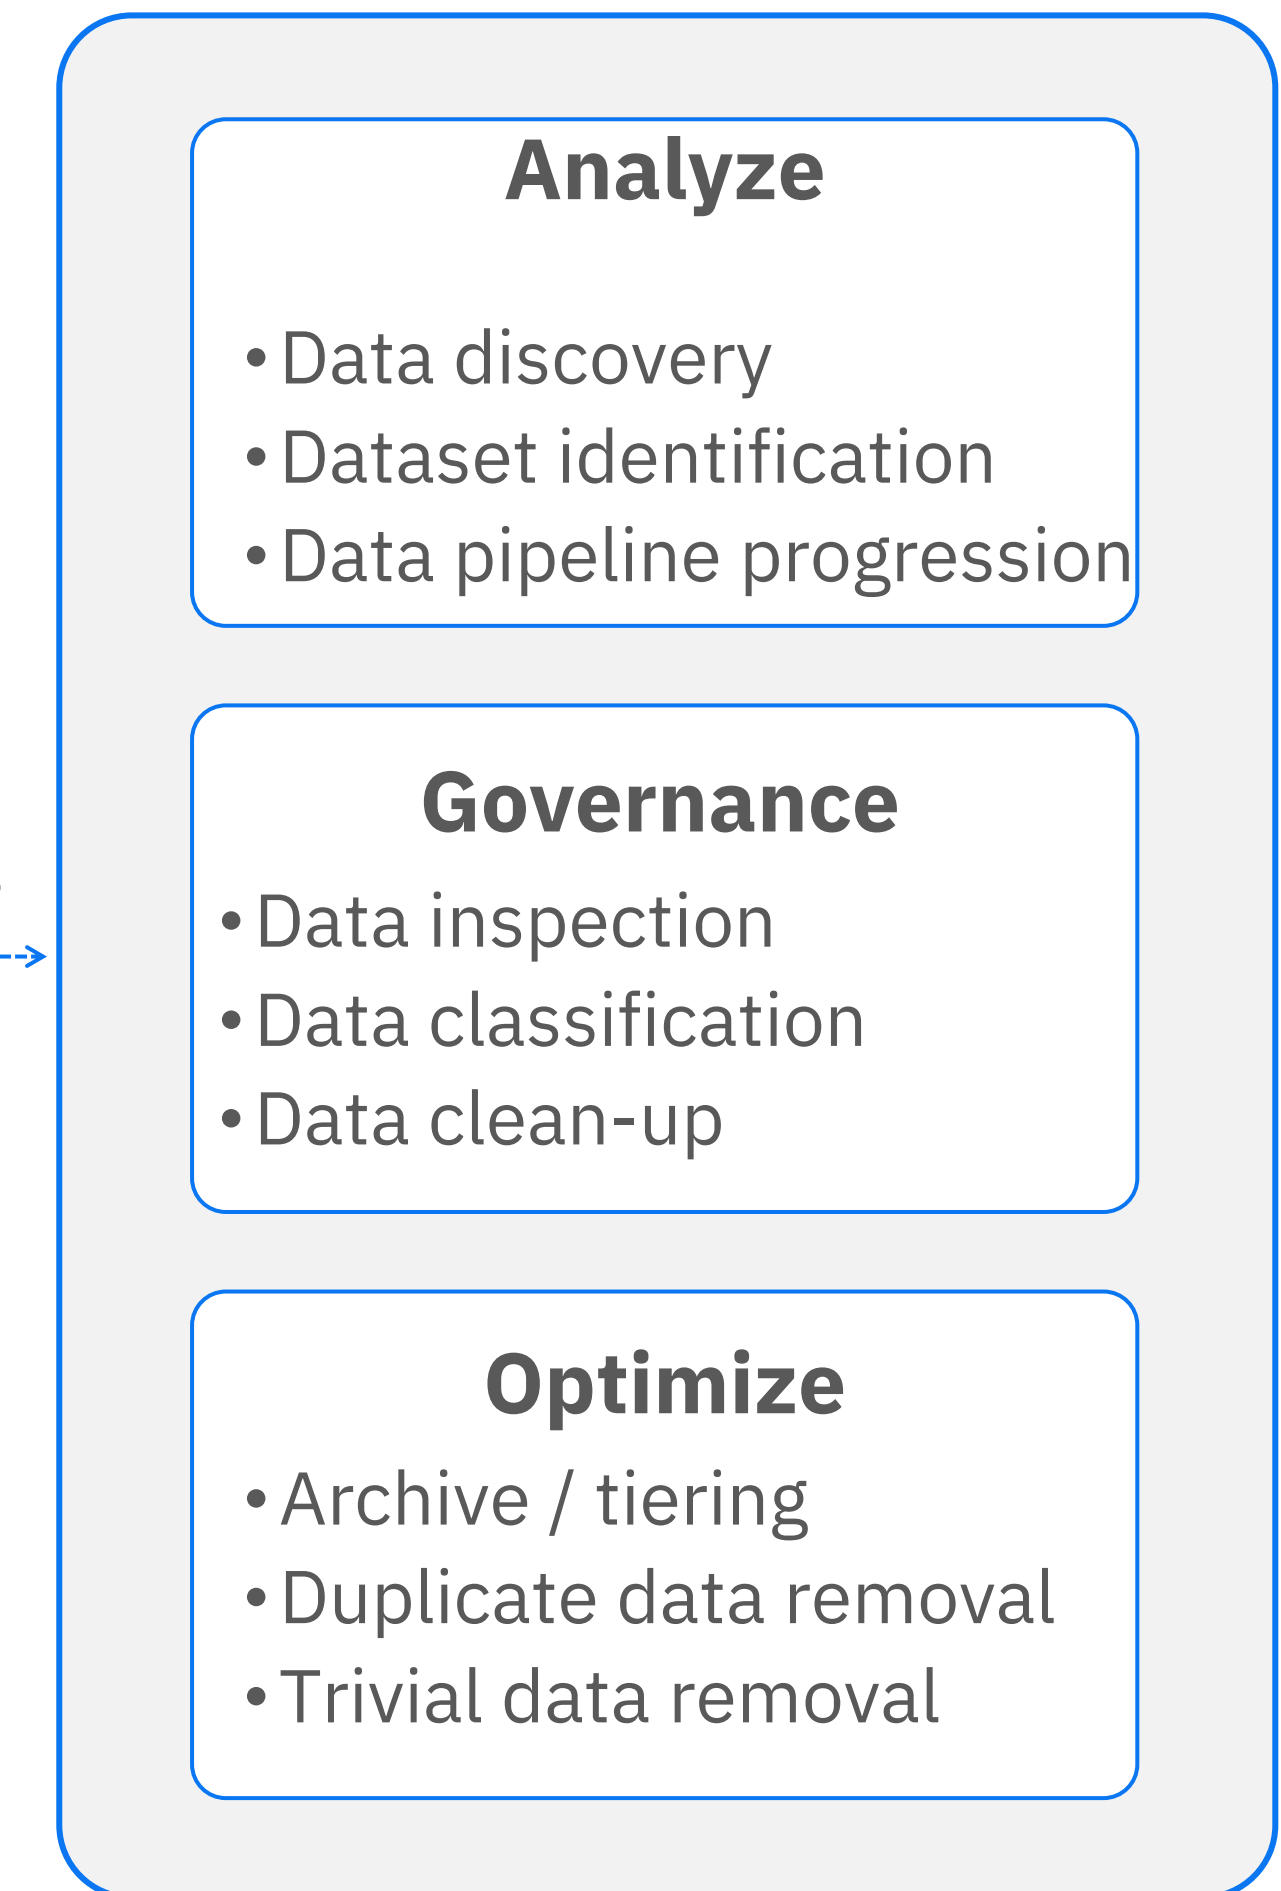 Analyze
• Data discovery
• Dataset identification
• Data pipeline progression
Governance
• Data inspection
• Data classification
• Data clean-up
Optimize
• Archive / tiering
• Duplicate data removal
• Trivial data removal